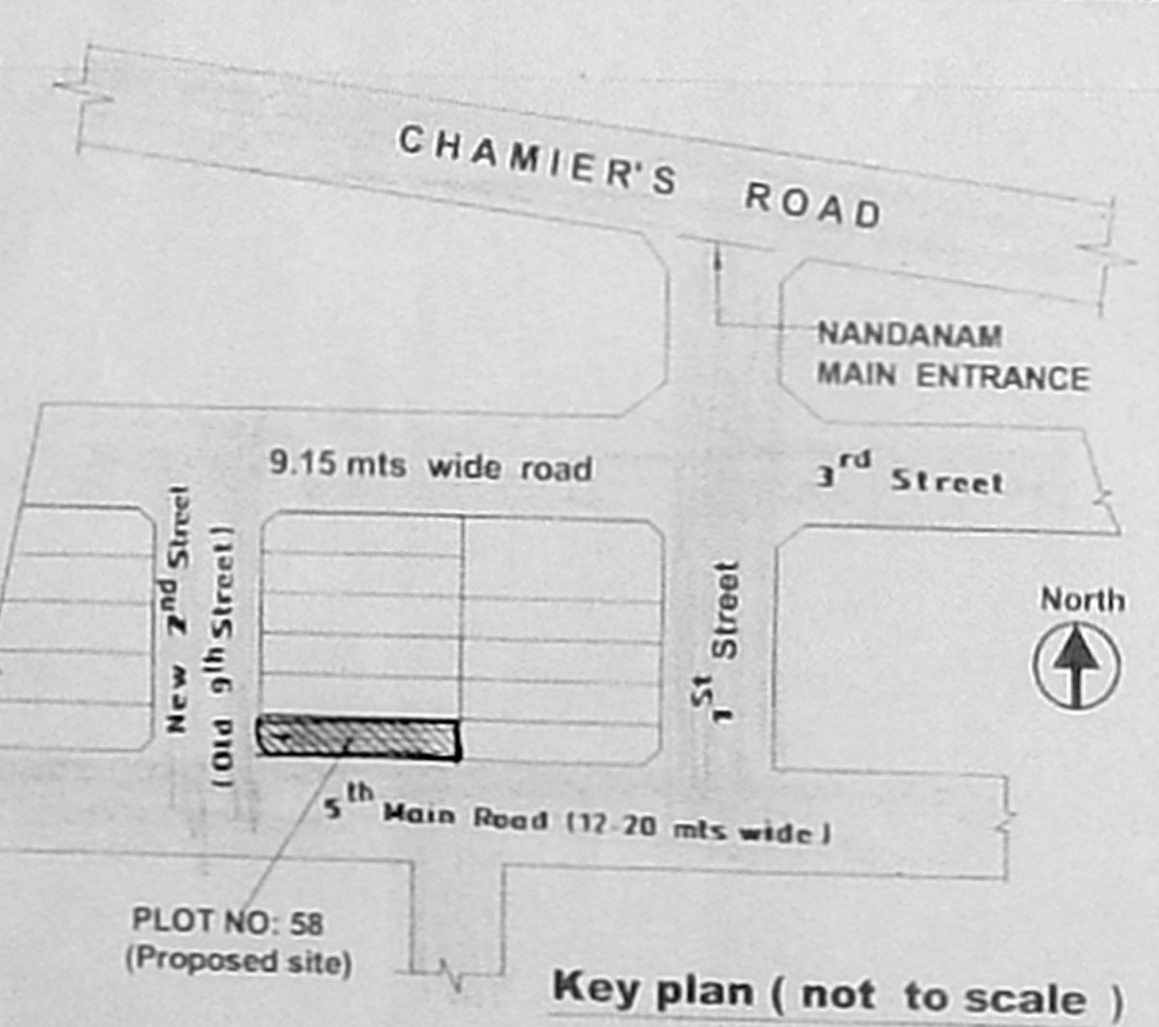 CHAMIER'S ROAD
NANDANAM
MAIN ENTRANCE
9.15 mts wide road
3rd Street
New 2nd Street
(Old 9th Street)
1St Street
North
5th Main Road (12-20 mts wide)
PLOT NO: 58
(Proposed site)
Key plan ( not to scale )